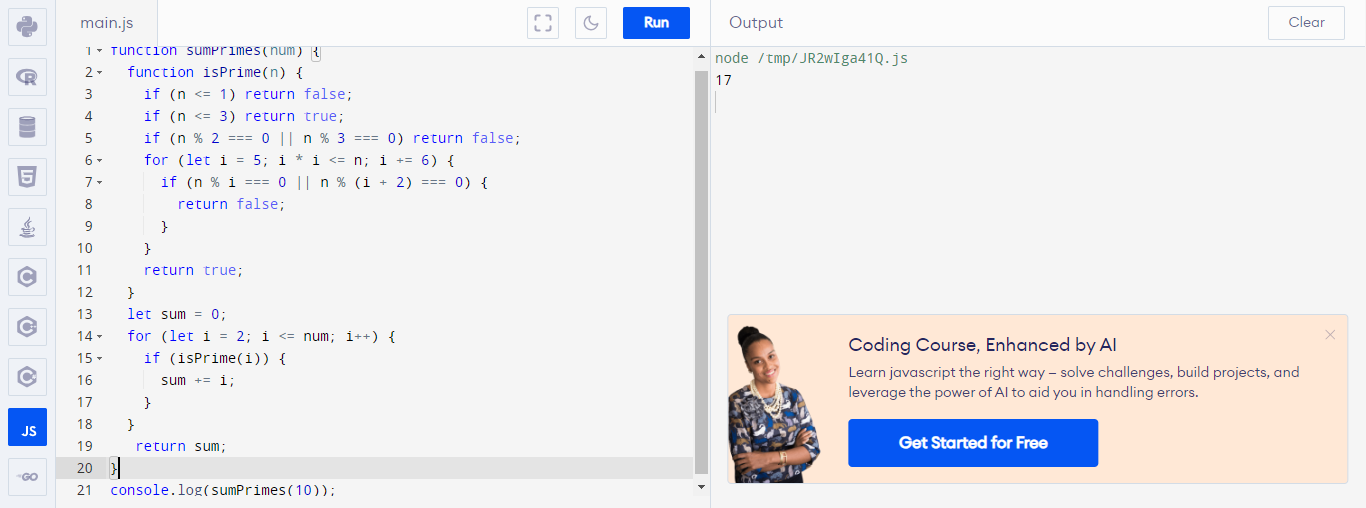 main.js
Run
Output
Clear
1 function sumPrimes(num) {
2   function isPrime(n) {
3     if (n <= 1) return false;
4     if (n <= 3) return true;
5     if (n % 2 === 0 || n % 3 === 0) return false;
6     for (let i = 5; i * i <= n; i += 6) {
7       if (n % i === 0 || n % (i + 2) === 0) {
8         return false;
9       }
10     }
11     return true;
12   }
13   let sum = 0;
14   for (let i = 2; i <= num; i++) {
15     if (isPrime(i)) {
16       sum += i;
17     }
18   }
19    return sum;
20 }
21 console.log(sumPrimes(10));
node /tmp/JR2wIga41Q.js
17
Coding Course, Enhanced by AI
Learn javascript the right way – solve challenges, build projects, and
leverage the power of AI to aid you in handling errors.
Get Started for Free
R
5
C
C
C
JS
GO